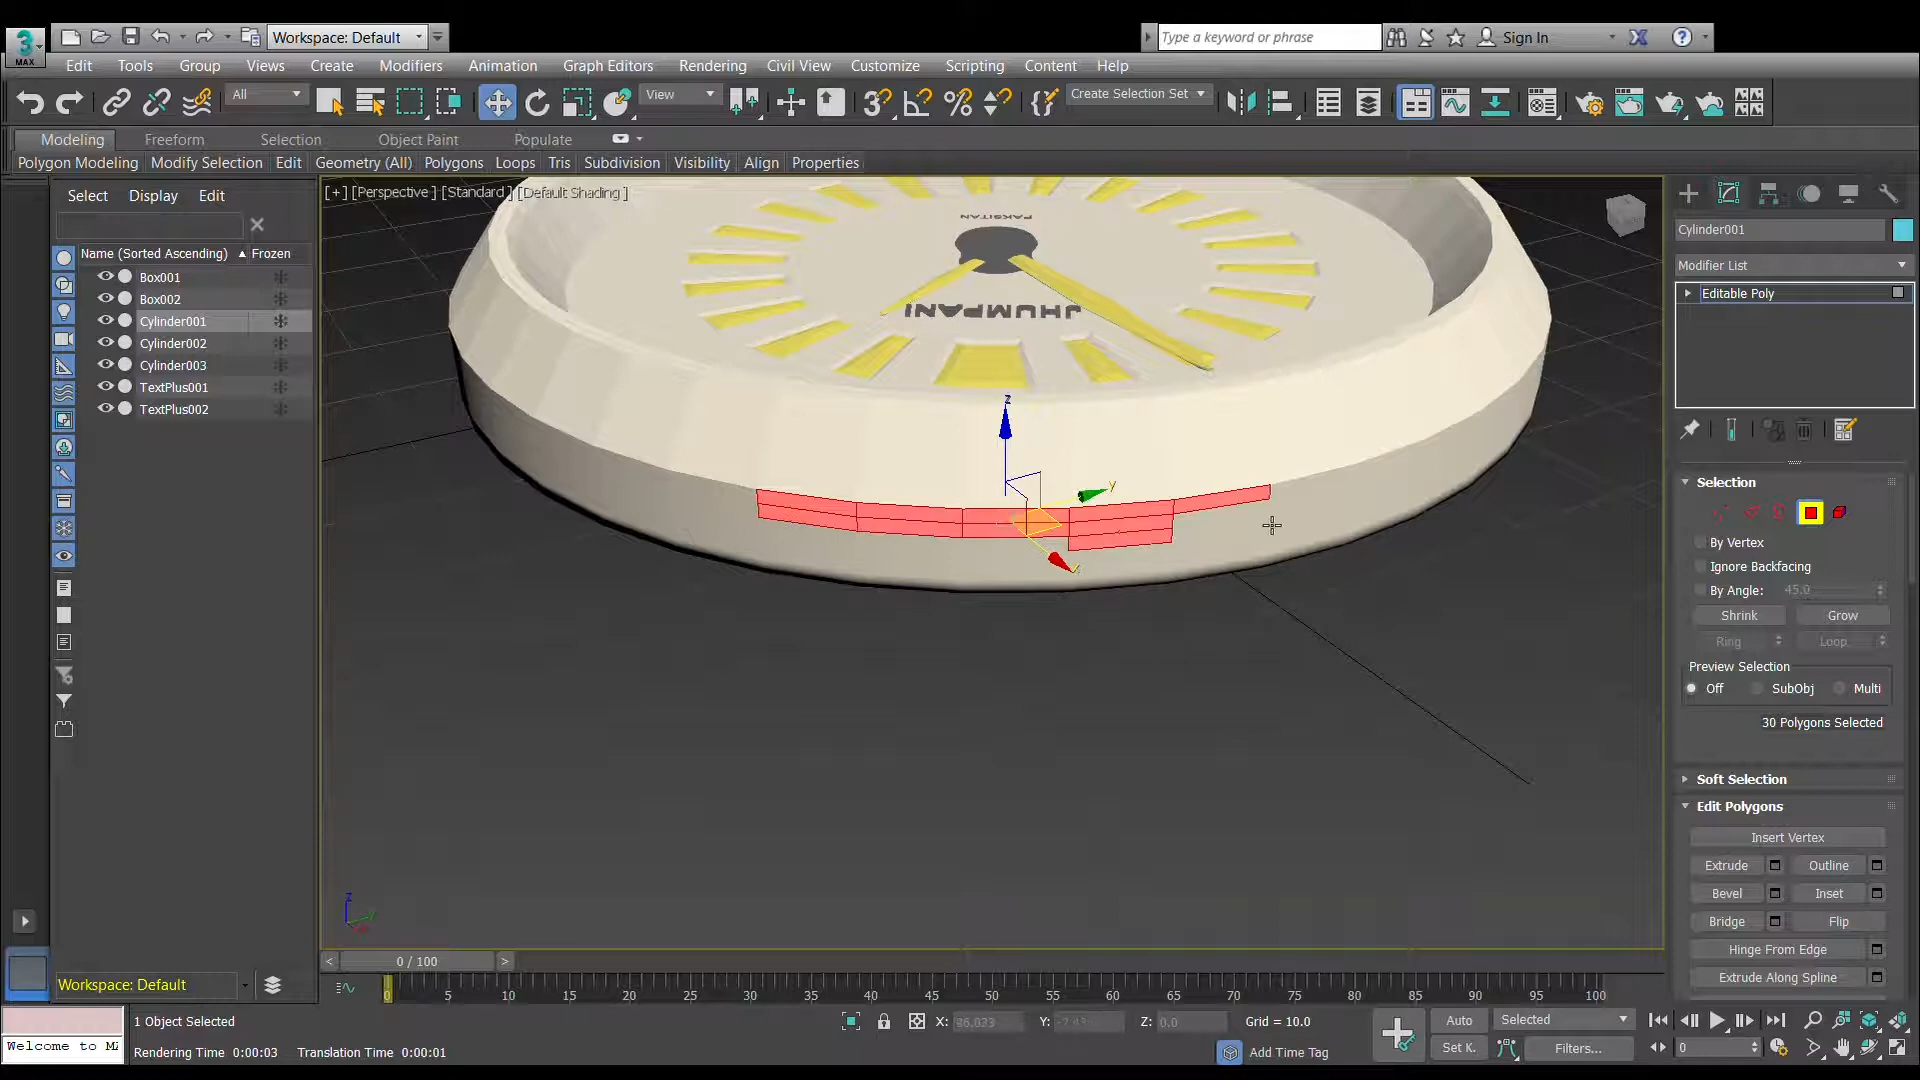 3
MAX
Workspace: Default
Type a keyword or phrase
Sign In
Edit Tools Group Views Create Modifiers Animation Graph Editors Rendering Civil View Customize Scripting Content Help
All
View
Create Selection Set
Modeling Freeform Selection Object Paint Populate
Polygon Modeling Modify Selection Edit Geometry (All) Polygons Loops Tris Subdivision Visibility Align Properties
Select Display Edit
[+] [Perspective ] [Standard ] [Default Shading ]
Name (Sorted Ascending) Frozen
Box001
Box002
Cylinder001
Cylinder002
Cylinder003
TextPlus001
TextPlus002
PAKSITAN
JHUMPANI
z
y
x
Cylinder001
Modifier List
Editable Poly
Selection
By Vertex
Ignore Backfacing
By Angle: 45.0
Shrink Grow
Ring Loop
Preview Selection
Off SubObj Multi
30 Polygons Selected
Soft Selection
Edit Polygons
Insert Vertex
Extrude Outline
Bevel Inset
Bridge Flip
Hinge From Edge
Extrude Along Spline
0 / 100
Workspace: Default
0 5 10 15 20 25 30 35 40 45 50 55 60 65 70 75 80 85 90 95 100
1 Object Selected
X: Y: Z: 0.0 Grid = 10.0
Auto Selected
Welcome to M
Rendering Time 0:00:03 Translation Time 0:00:01
Add Time Tag
Set K. Filters...
0